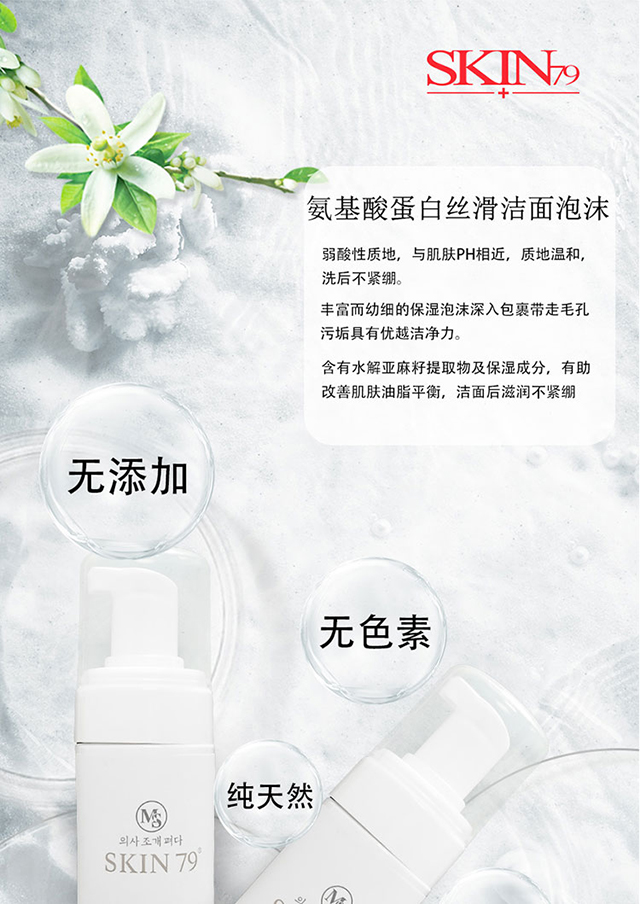 SKIN79
氨基酸蛋白丝滑洁面泡沫
弱酸性质地，与肌肤PH相近，质地温和，
洗后不紧绷。
丰富而幼细的保湿泡沫深入包裹带走毛孔
污垢具有优越洁净力。
含有水解亚麻籽提取物及保湿成分，有助
改善肌肤油脂平衡，洁面后滋润不紧绷
无添加
无色素
纯天然
MS
의사조개퍼다
SKIN 79®
MS